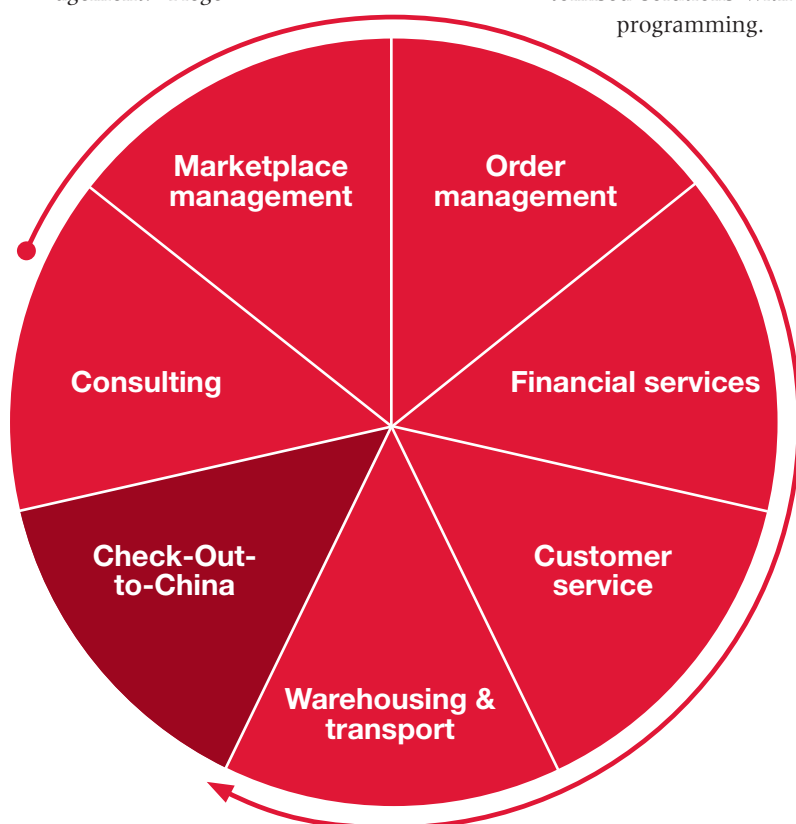 programming.
Marketplace
management
Order
management
Consulting
Financial services
Check-Out-
to-China
Customer
service
Warehousing &
transport